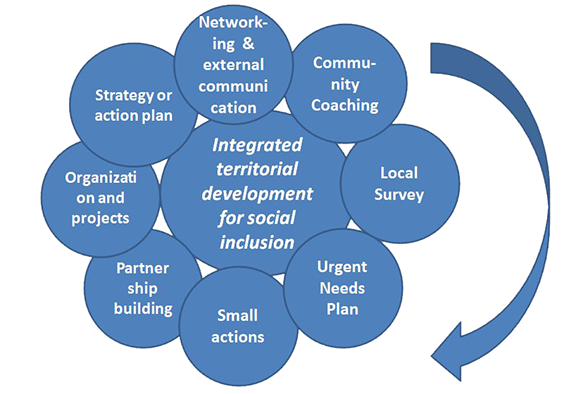 Network-
ing & 
external
communi
cation
Commu-
nity
Coaching
Local
Survey
Urgent
Needs
Plan
Small
actions
Partner
ship
building
Organizati
on and
projects
Strategy or
action plan
Integrated
territorial
development
for social
inclusion